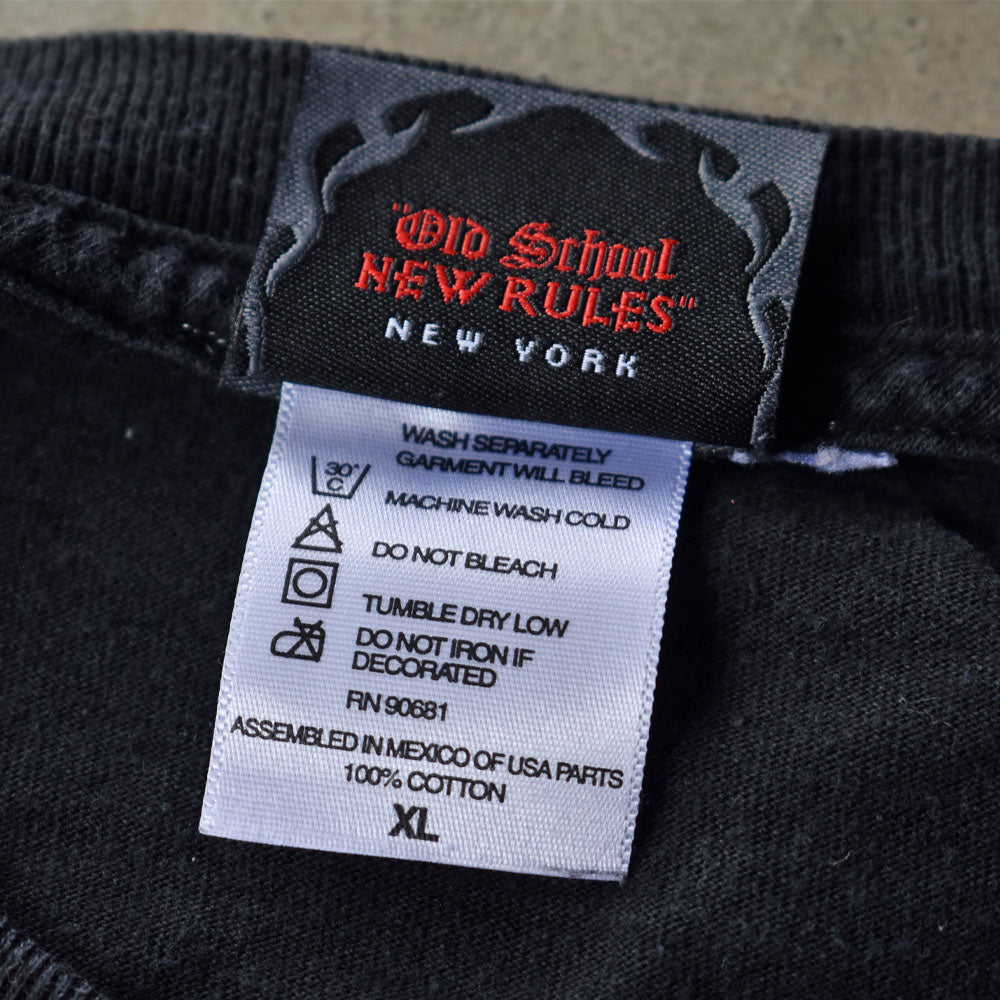 "Old School
NEW RULES"
NEW YORK
WASH SEPARATELY
GARMENT WILL BLEED
30°
C
MACHINE WASH COLD
DO NOT BLEACH
TUMBLE DRY LOW
DO NOT IRON IF
DECORATED
RN 90681
ASSEMBLED IN MEXICO OF USA PARTS
100% COTTON
XL